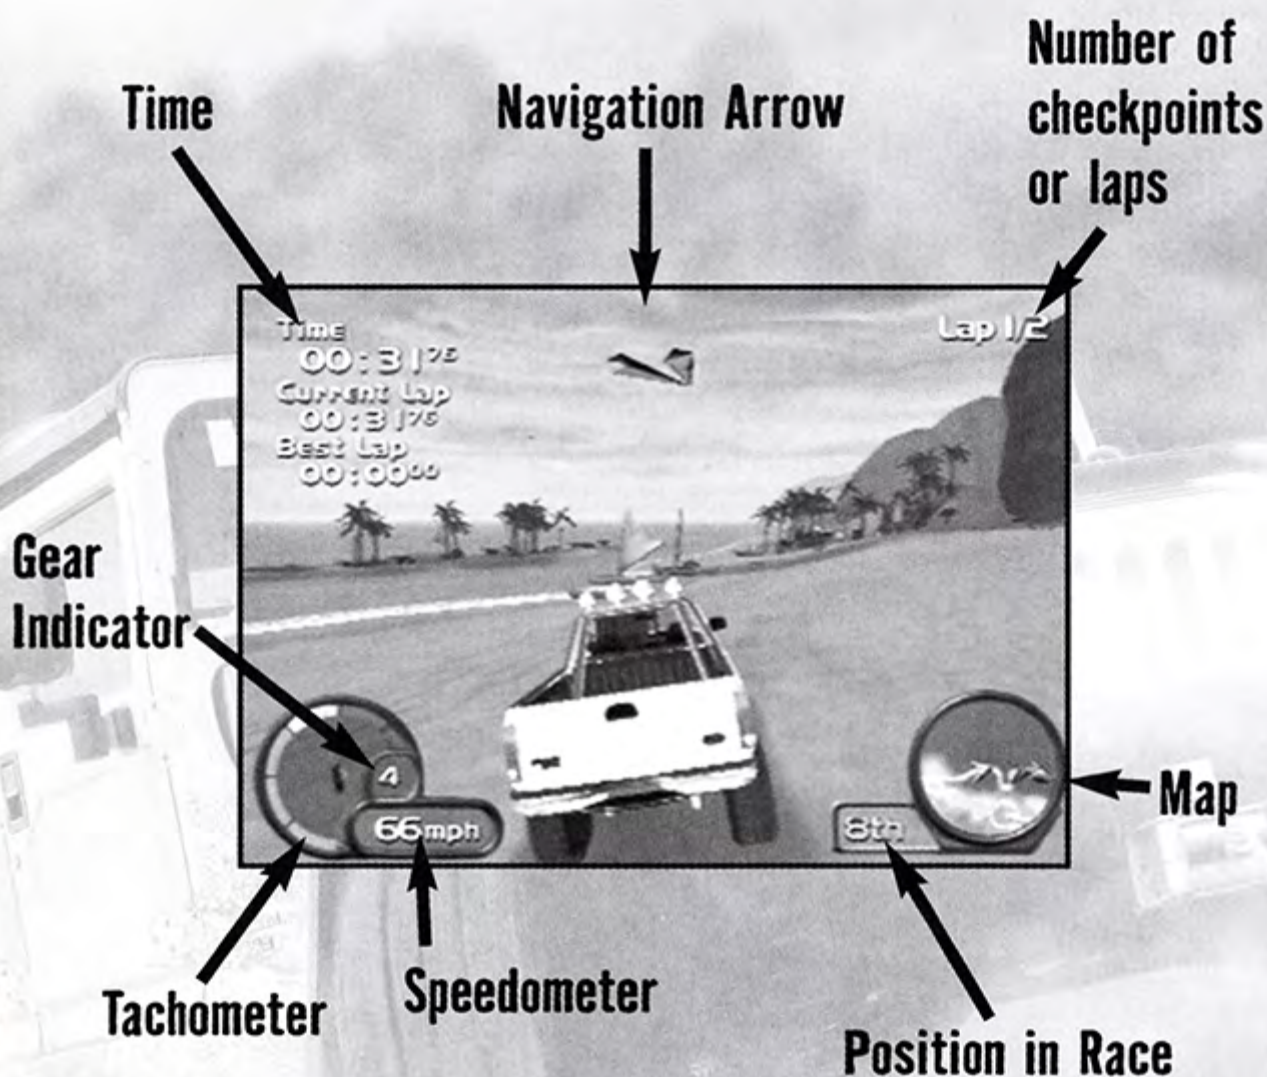 Number of
checkpoints
or laps
Time
Navigation Arrow
Time
00:31 76
Current Lap
00:31 76
Best Lap
00:00 00
Lap 1/2
Gear
Indicator
4
66mph
8th
Map
Tachometer
Speedometer
Position in Race